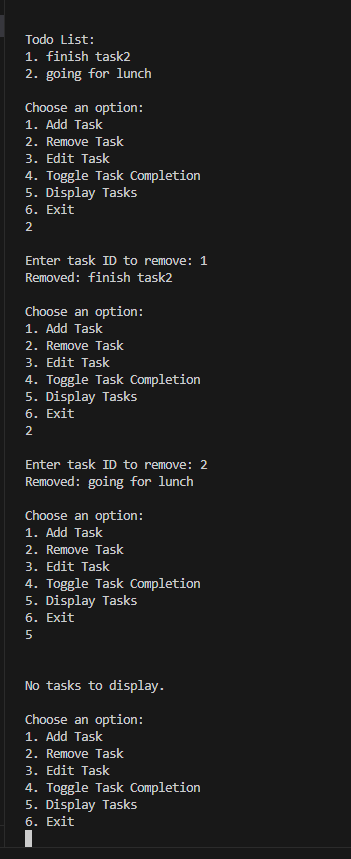 Todo List:
1. finish task2
2. going for lunch
Choose an option:
1. Add Task
2. Remove Task
3. Edit Task
4. Toggle Task Completion
5. Display Tasks
6. Exit
2
Enter task ID to remove: 1
Removed: finish task2
Choose an option:
1. Add Task
2. Remove Task
3. Edit Task
4. Toggle Task Completion
5. Display Tasks
6. Exit
2
Enter task ID to remove: 2
Removed: going for lunch
Choose an option:
1. Add Task
2. Remove Task
3. Edit Task
4. Toggle Task Completion
5. Display Tasks
6. Exit
5
No tasks to display.
Choose an option:
1. Add Task
2. Remove Task
3. Edit Task
4. Toggle Task Completion
5. Display Tasks
6. Exit